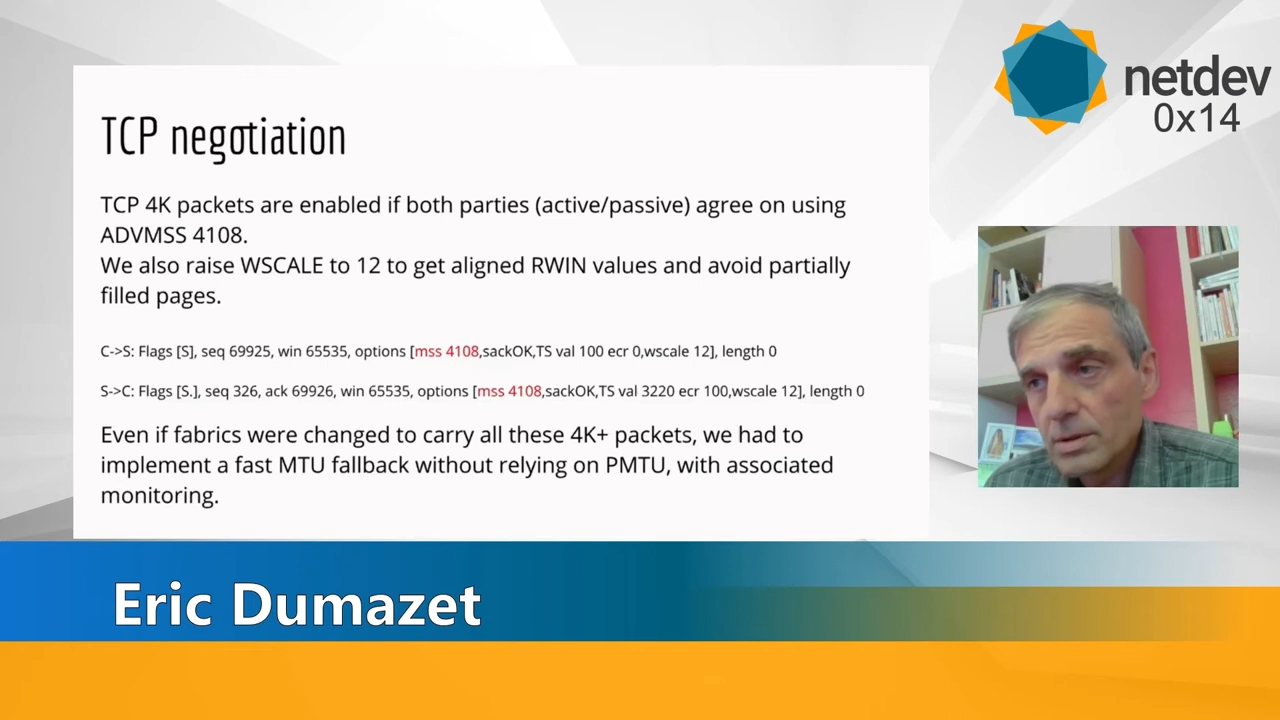 netdev
0x14
TCP negotiation
TCP 4K packets are enabled if both parties (active/passive) agree on using
ADVMSS 4108.
We also raise WSCALE to 12 to get aligned RWIN values and avoid partially
filled pages.
C->S: Flags [S], seq 69925, win 65535, options [mss 4108,sackOK,TS val 100 ecr 0,wscale 12], length 0
S->C: Flags [S.], seq 326, ack 69926, win 65535, options [mss 4108,sackOK,TS val 3220 ecr 100,wscale 12], length 0
Even if fabrics were changed to carry all these 4K+ packets, we had to
implement a fast MTU fallback without relying on PMTU, with associated
monitoring.
Eric Dumazet